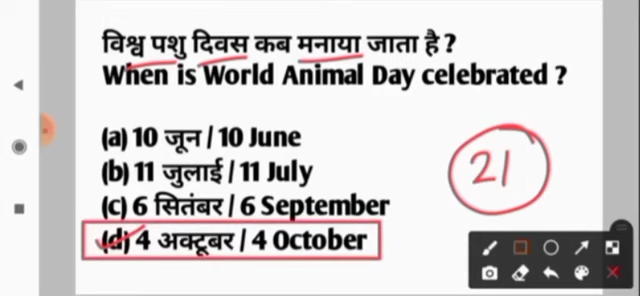 विश्व पशु दिवस कब मनाया जाता है ?
When is World Animal Day celebrated ?
(a) 10 जून / 10 June
(b) 11 जुलाई / 11 July
(c) 6 सितंबर / 6 September
(d) 4 अक्टूबर / 4 October
21